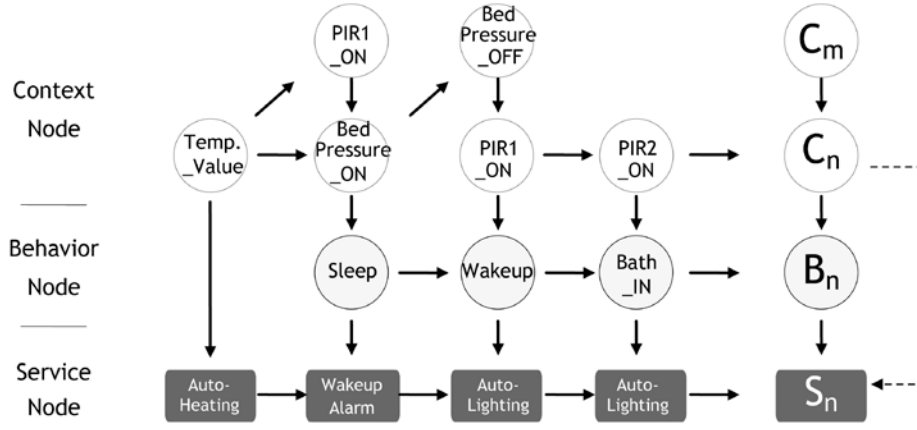 Context
Node
PIR1
_ON
Bed
Pressure
_OFF
Cm
Temp.
_Value
Bed
Pressure
_ON
PIR1
_ON
PIR2
_ON
Cn
Behavior
Node
Sleep
Wakeup
Bath
_IN
Bn
Service
Node
Auto-
Heating
Wakeup
Alarm
Auto-
Lighting
Auto-
Lighting
Sn